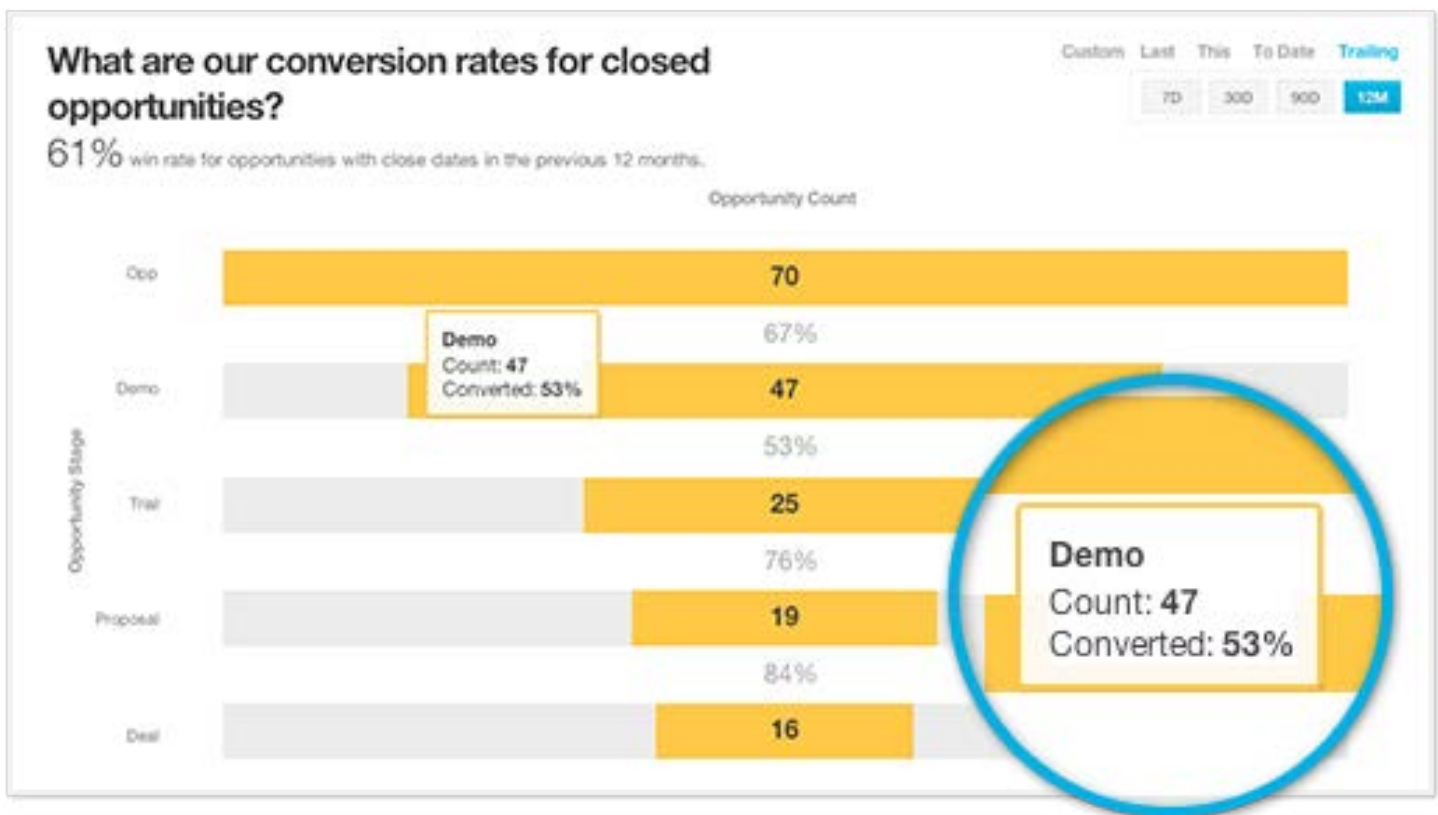 What are our conversion rates for closed
opportunities?
61% win rate for opportunities with close dates in the previous 12 months.
Custom Last This To Date Trailing
7D 30D 90D 12M
Opportunity Count
Opportunity Stage
Opp
70
67%
Demo
Count: 47
Converted: 53%
Demo
47
53%
Trail
25
76%
Proposal
19
84%
Deal
16
Demo
Count: 47
Converted: 53%